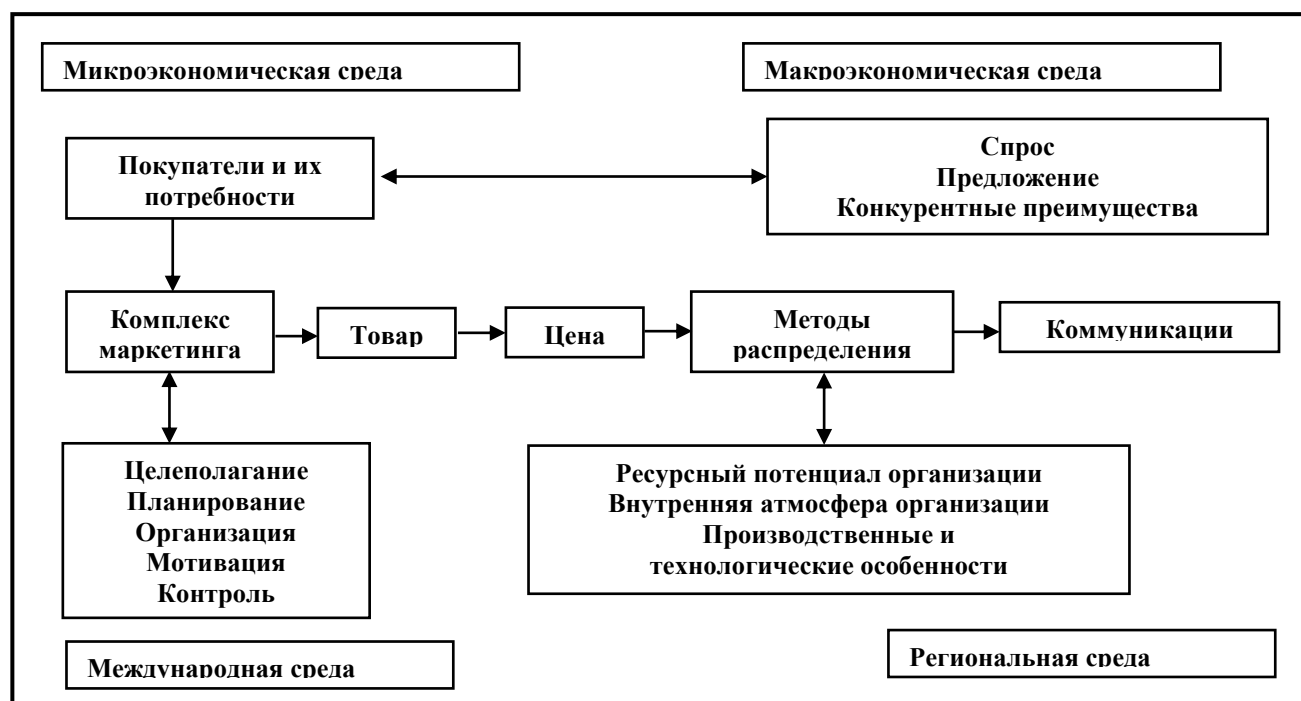 Микроэкономическая среда
Макроэкономическая среда
Покупатели и их
потребности
Спрос
Предложение
Конкурентные преимущества
Комплекс
маркетинга
Товар
Цена
Методы
распределения
Коммуникации
Целеполагание
Планирование
Организация
Мотивация
Контроль
Ресурсный потенциал организации
Внутренняя атмосфера организации
Производственные и
технологические особенности
Международная среда
Региональная среда